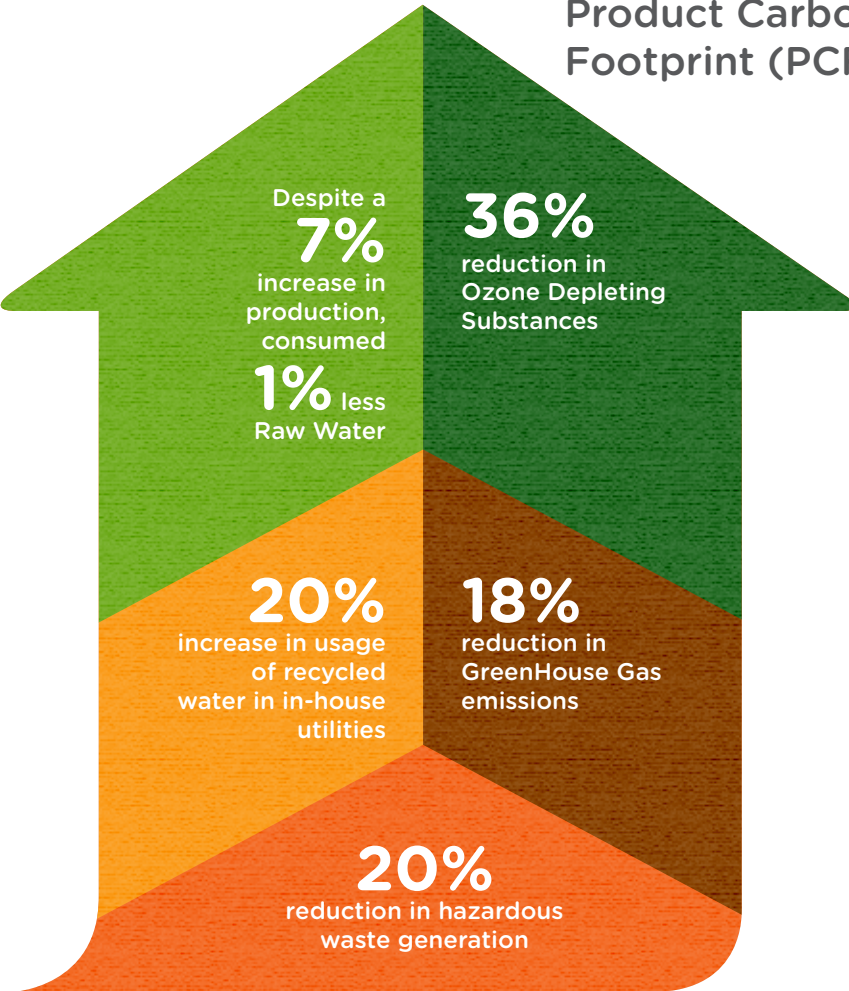 Product Carbo
Footprint (PC
Despite a
7%
increase in
production,
consumed
1% less
Raw Water
36%
reduction in
Ozone Depleting
Substances
20%
increase in usage
of recycled
water in in-house
utilities
18%
reduction in
GreenHouse Gas
emissions
20%
reduction in hazardous
waste generation